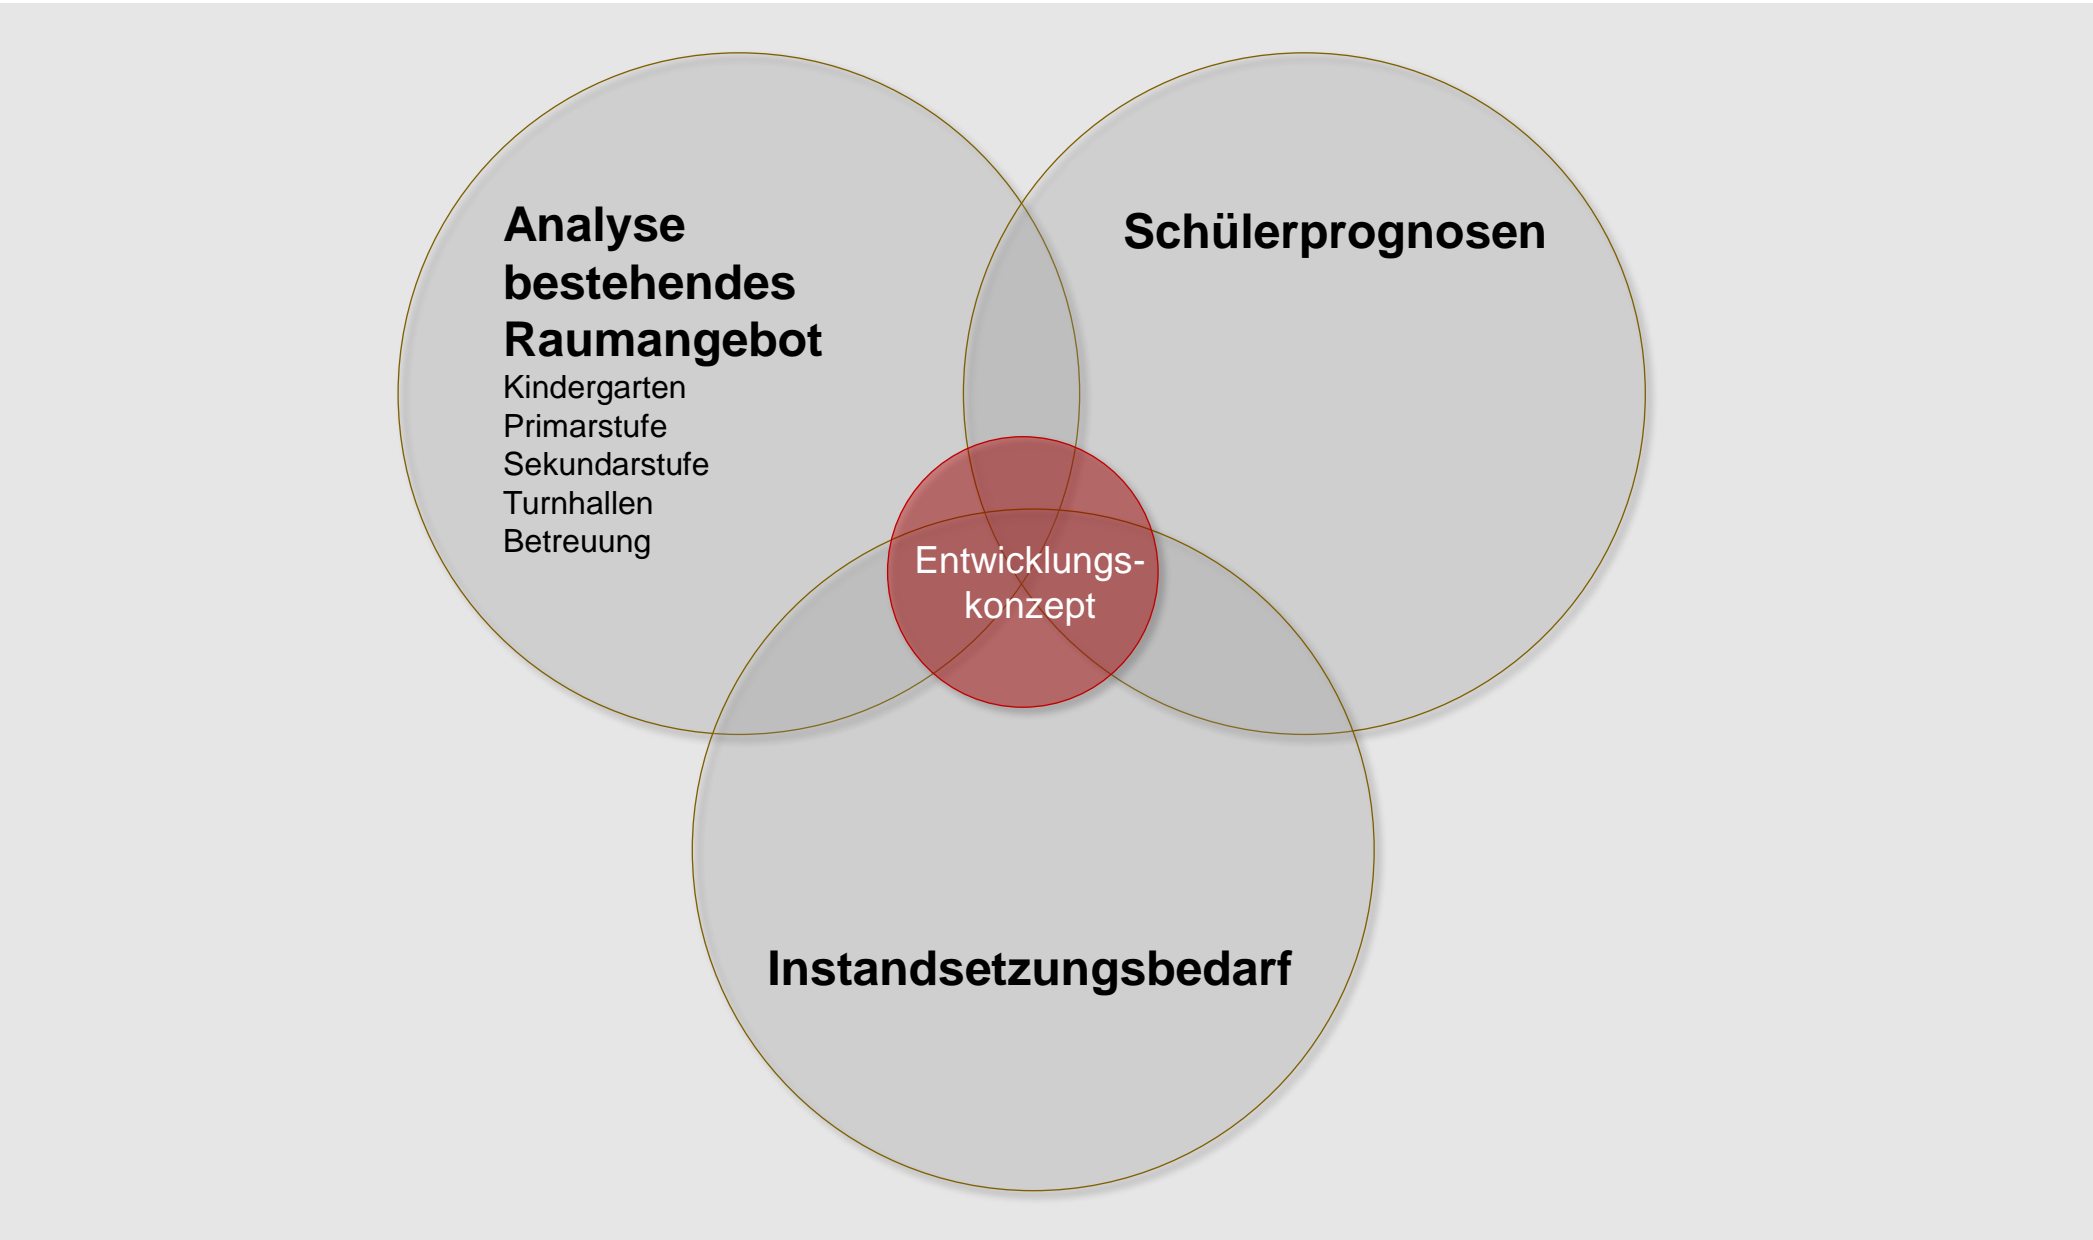 Analyse
bestehendes
Raumangebot
Kindergarten
Primarstufe
Sekundarstufe
Turnhallen
Betreuung
Schülerprognosen
Entwicklungs-
konzept
Instandsetzungsbedarf